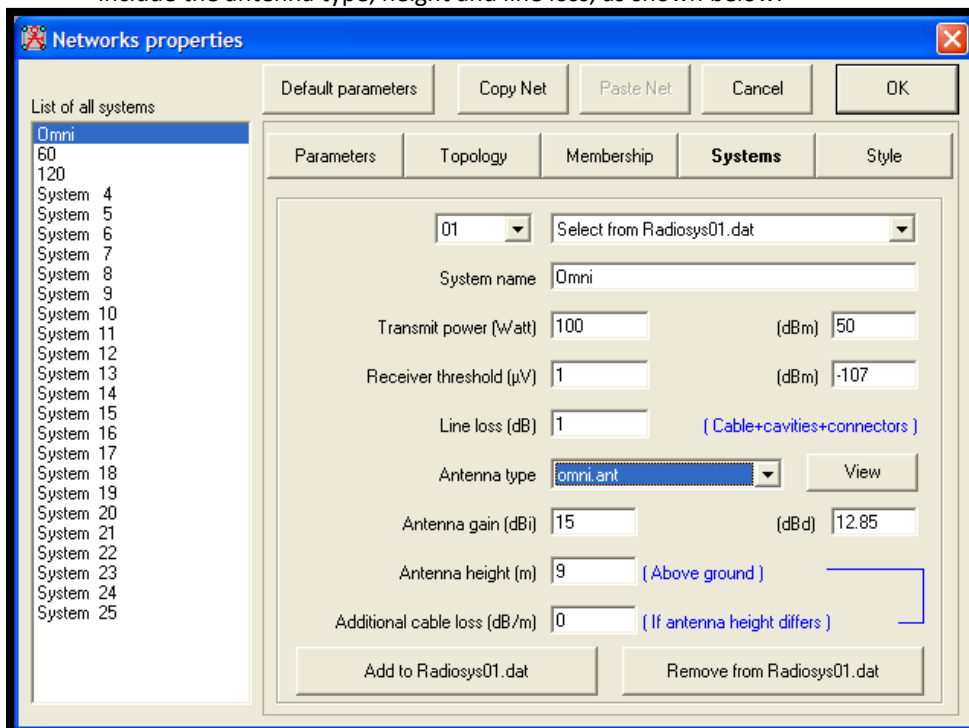 include the antenna type, height and line loss, as shown below:
Networks properties
Default parameters Copy Net Paste Net Cancel OK
List of all systems
Parameters Topology Membership Systems Style
Omni
60
120
System 4
System 5
System 6
System 7
System 8
System 9
System 10
System 11
System 12
System 13
System 14
System 15
System 16
System 17
System 18
System 19
System 20
System 21
System 22
System 23
System 24
System 25
01 Select from Radiosys01.dat
System name Omni
Transmit power (Watt) 100 (dBm) 50
Receiver threshold (µV) 1 (dBm) -107
Line loss (dB) 1 ( Cable+cavities+connectors )
Antenna type omni.ant View
Antenna gain (dBi) 15 (dBd) 12.85
Antenna height (m) 9 ( Above ground )
Additional cable loss (dB/m) 0 ( If antenna height differs )
Add to Radiosys01.dat Remove from Radiosys01.dat